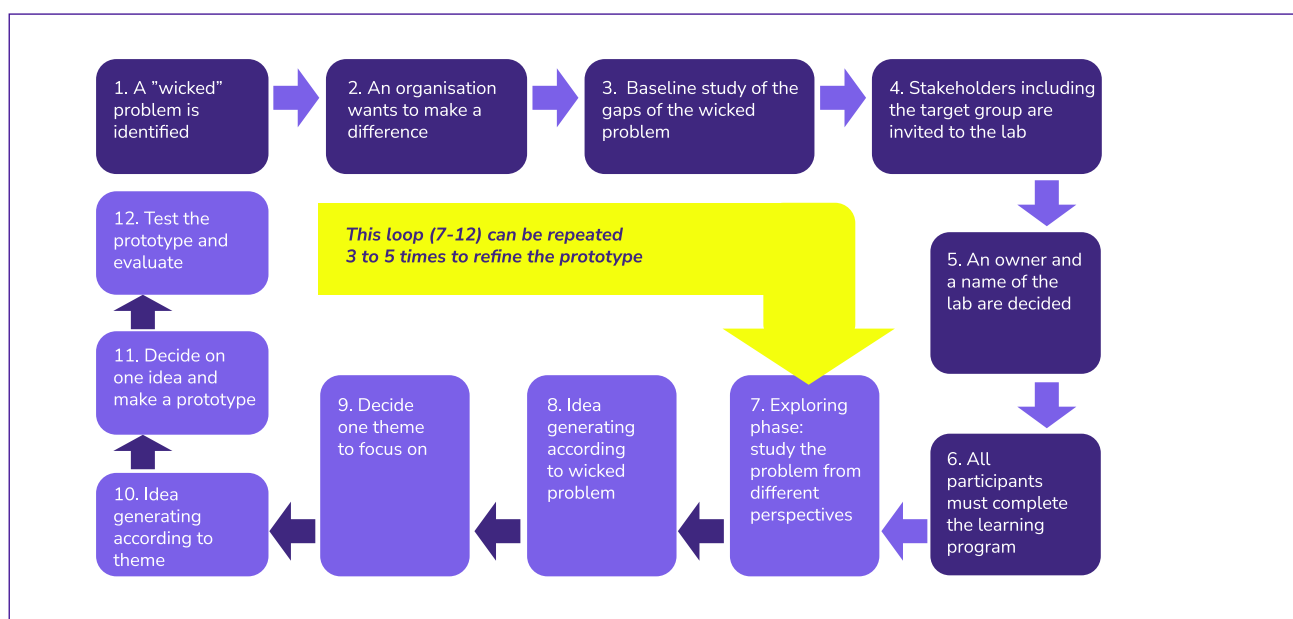 1. A ”wicked”
problem is
identified
2. An organisation
wants to make a
difference
3. Baseline study of the
gaps of the wicked
problem
4. Stakeholders including
the target group are
invited to the lab
5. An owner and
a name of the
lab are decided
6. All
participants
must complete
the learning
program
This loop (7-12) can be repeated
3 to 5 times to refine the prototype
7. Exploring
phase:
study the
problem from
different
perspectives
8. Idea
generating
according
to wicked
problem
9. Decide
one theme
to focus on
10. Idea
generating
according to
theme
11. Decide on
one idea and
make a prototype
12. Test the
prototype and
evaluate